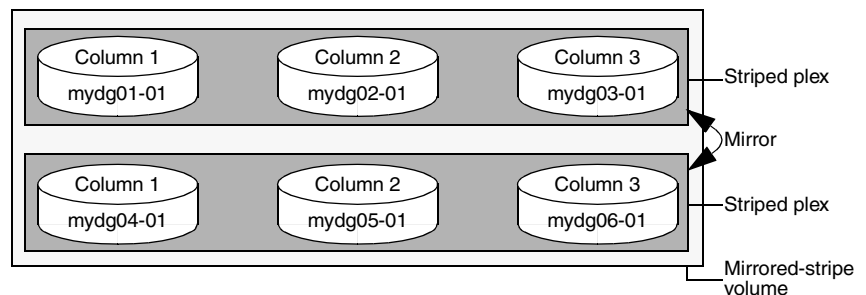 Column 1
Column 2
Column 3
mydg01-01
mydg02-01
mydg03-01
Striped plex
Mirror
Column 1
Column 2
Column 3
mydg04-01
mydg05-01
mydg06-01
Striped plex
Mirrored-stripe
volume